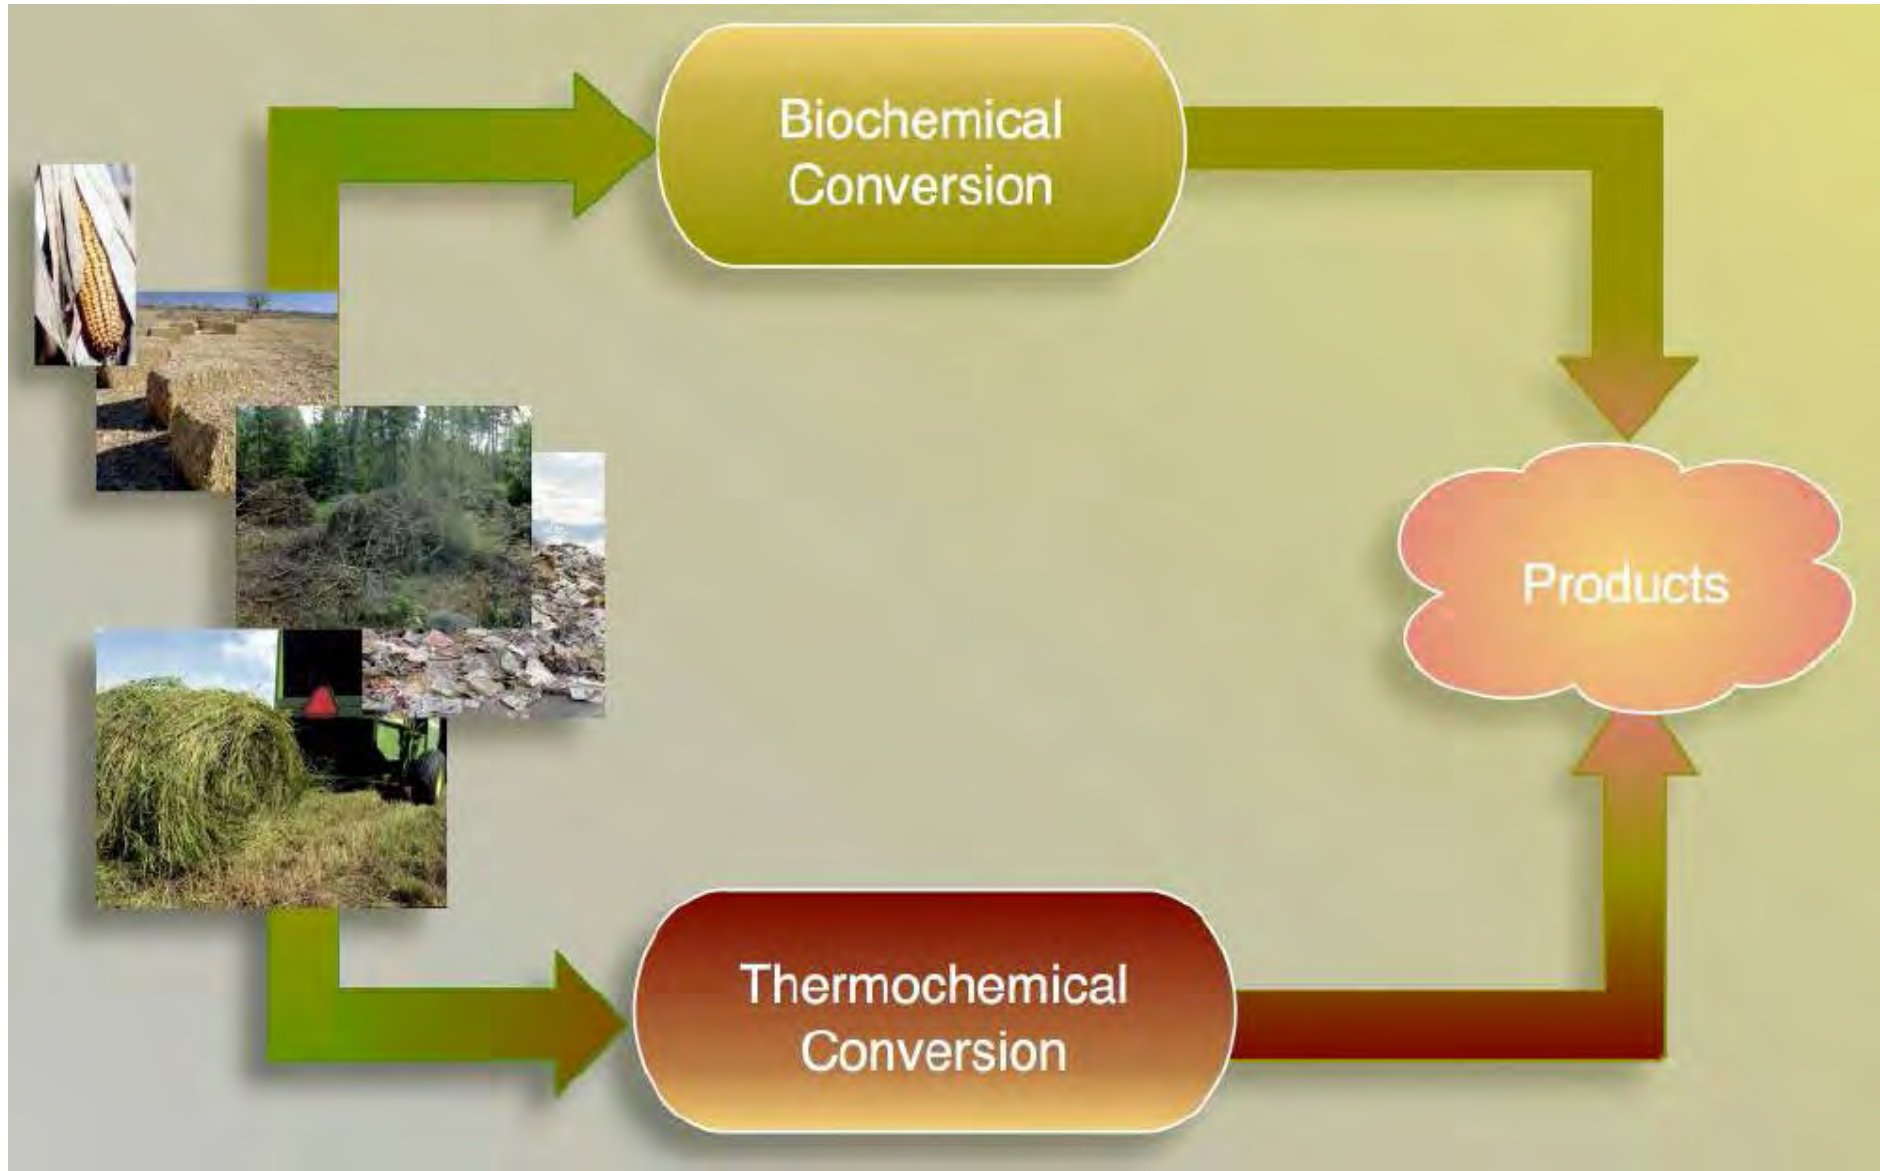 Biochemical
Conversion
Products
Thermochemical
Conversion